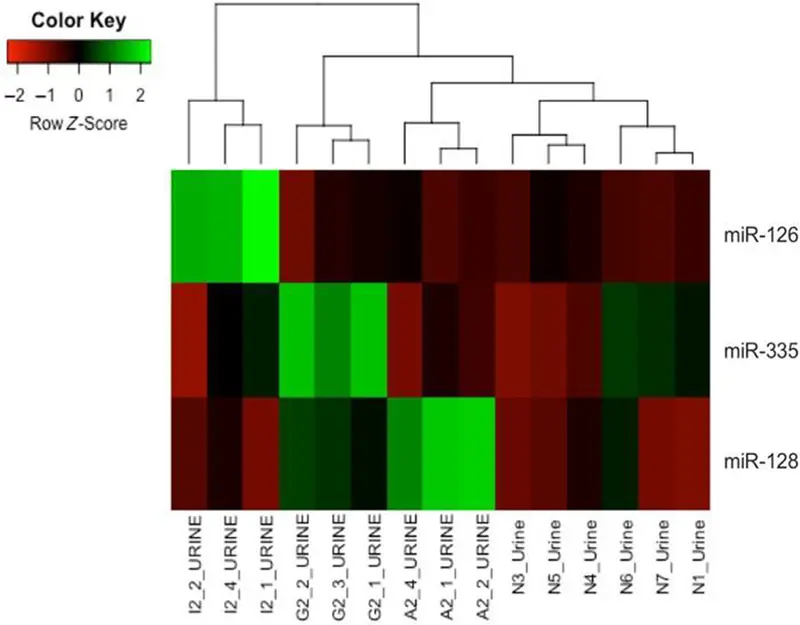 Color Key
−2 −1 0 1 2
Row Z-Score
miR-126
miR-335
miR-128
I2_2_URINE
I2_4_URINE
I2_1_URINE
G2_2_URINE
G2_3_URINE
G2_1_URINE
A2_4_URINE
A2_1_URINE
A2_2_URINE
N3_Urine
N5_Urine
N4_Urine
N6_Urine
N7_Urine
N1_Urine